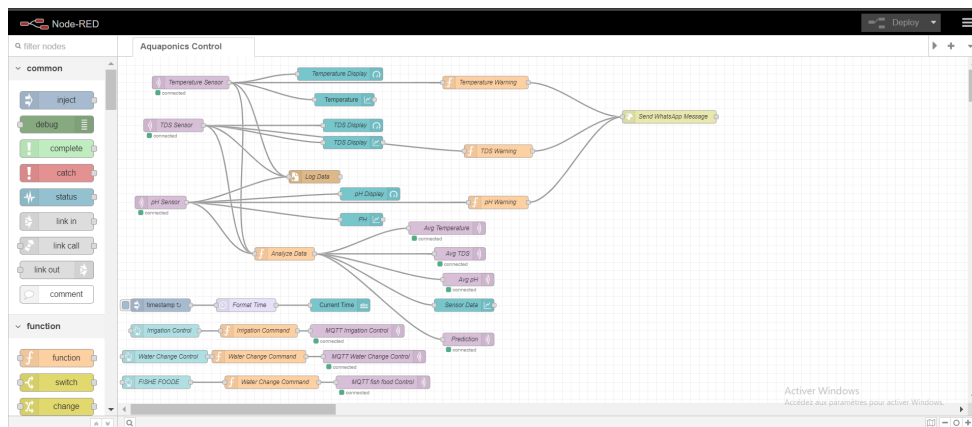 Node-RED
Deploy
filter nodes
Aquaponics Control
common
inject
debug
complete
catch
status
link in
link call
link out
comment
function
function
switch
change
Temperature Sensor
connected
Temperature Display
Temperature
Temperature Warning
Send WhatsApp Message
TDS Sensor
connected
TDS Display
TDS Display
TDS Warning
Log Data
pH Sensor
connected
pH Display
PH
pH Warning
Analyze Data
Avg Temperature
connected
Avg TDS
connected
Avg pH
connected
Sensor Data
Prediction
connected
timestamp ↻
Format Time
Current Time
Irrigation Control
Irrigation Command
MQTT Irrigation Control
connected
Water Change Control
Water Change Command
MQTT Water Change Control
connected
FISHE FOODE
Water Change Command
MQTT fish food Control
connected
Activer Windows
Accédez aux paramètres pour activer Windows.